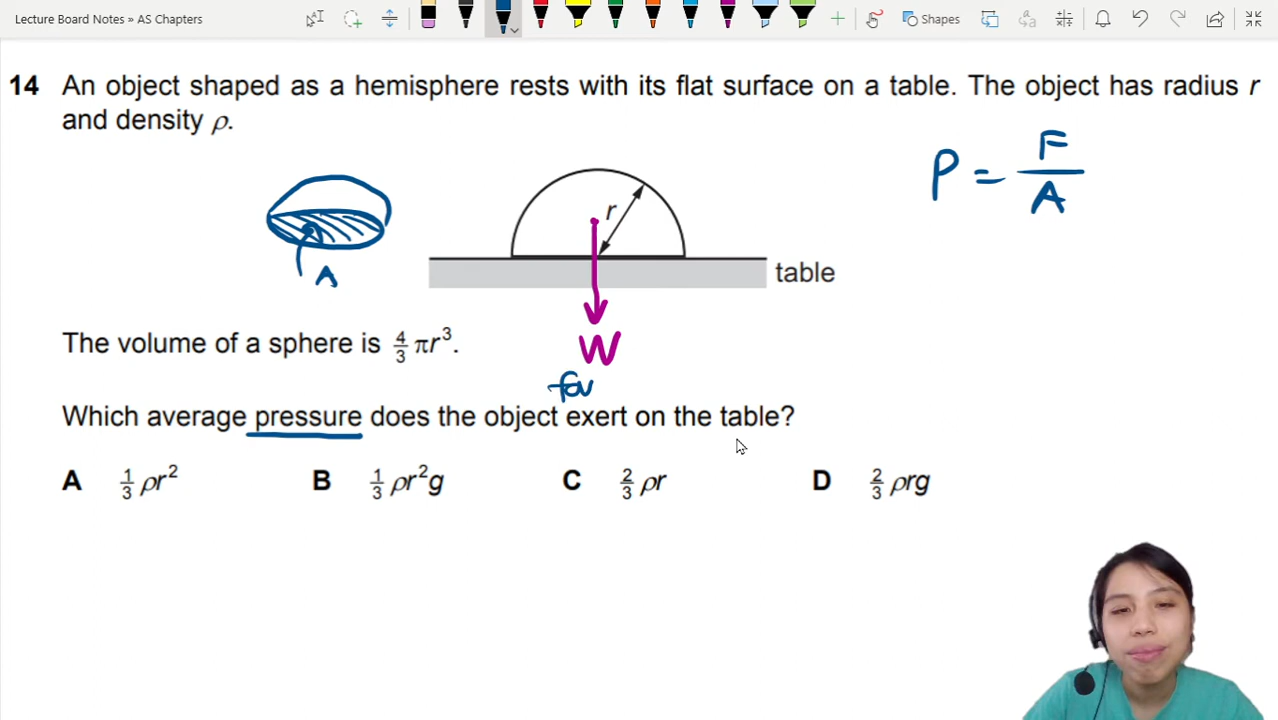 Lecture Board Notes » AS Chapters
Shapes
14 An object shaped as a hemisphere rests with its flat surface on a table. The object has radius r
and density ρ.
P = F/A
r
A
table
The volume of a sphere is 4/3 πr³.
W
for
Which average pressure does the object exert on the table?
A 1/3 ρr² B 1/3 ρr²g C 2/3 ρr D 2/3 ρrg